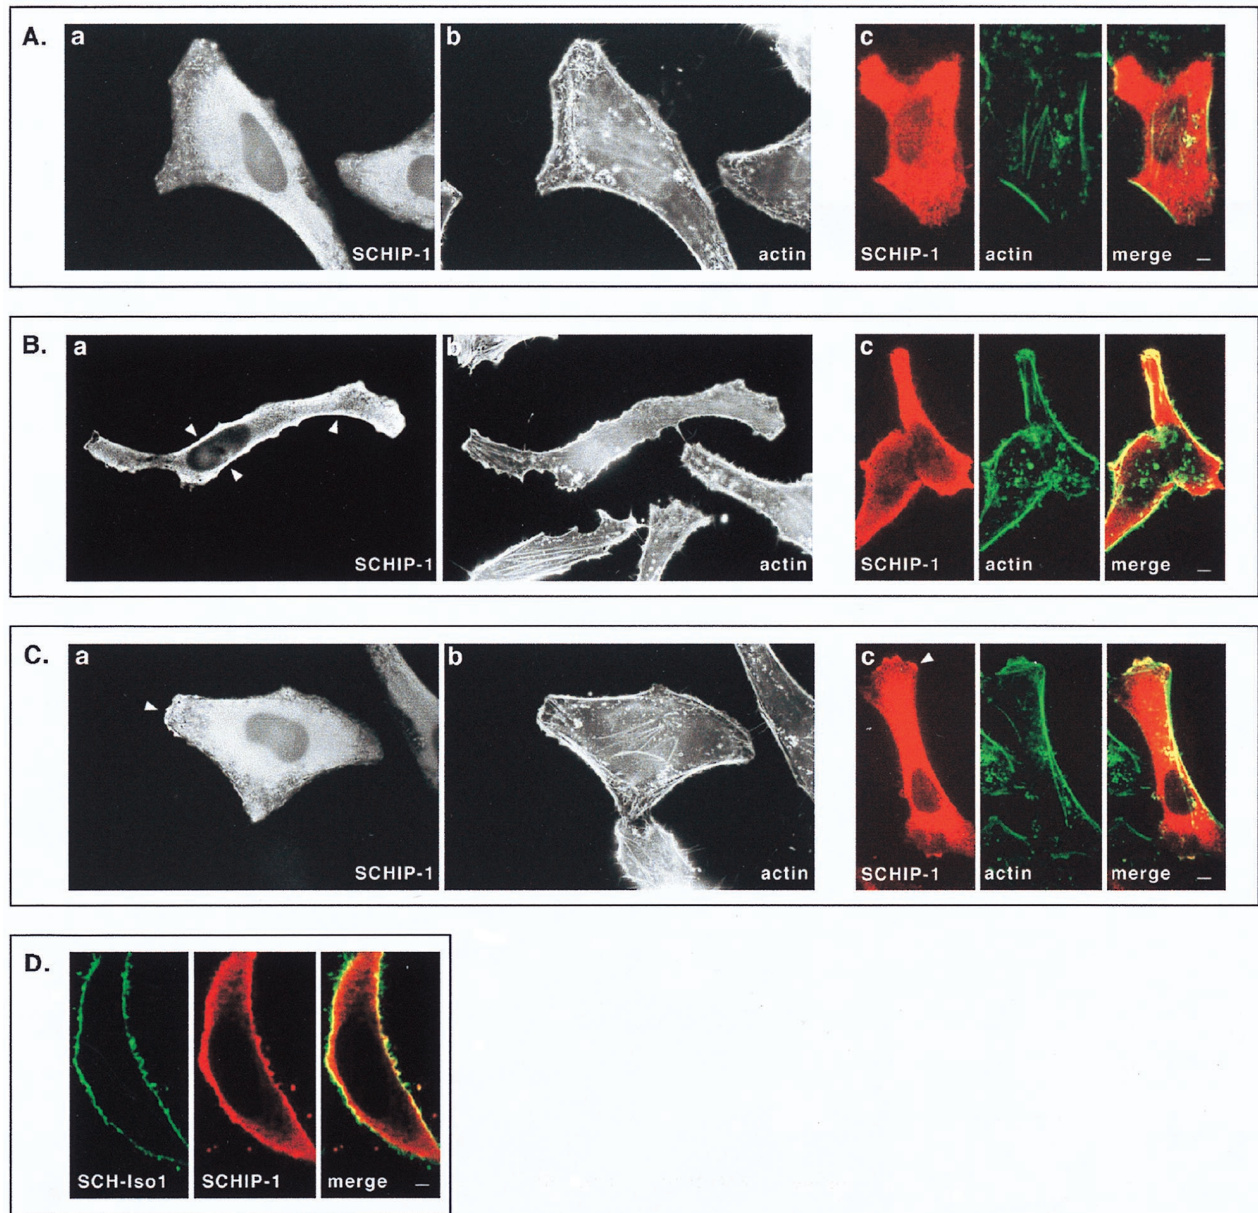 A.
a
b
c
SCHIP-1
actin
SCHIP-1
actin
merge
B.
a
b
c
SCHIP-1
actin
SCHIP-1
actin
merge
C.
a
b
c
SCHIP-1
actin
SCHIP-1
actin
merge
D.
SCH-Iso1
SCHIP-1
merge